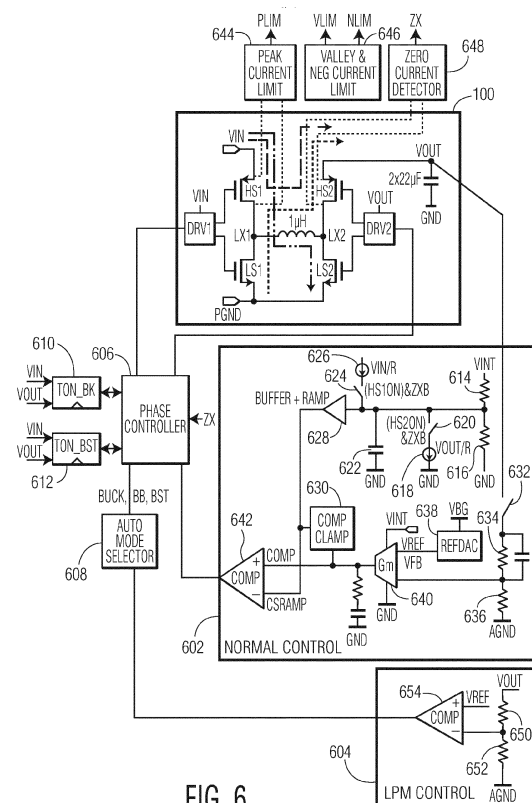 PLIM VLIM NLIM ZX
644 PEAK CURRENT LIMIT
VALLEY & NEG CURRENT LIMIT 646
ZERO CURRENT DETECTOR 648
100
VIN
VOUT
HS1 HS2
2x22µF
GND
VIN
VOUT
1µH
DRV1 LX1 LX2 DRV2
LS1 LS2
PGND
610 606
VIN
VOUT
TON_BK
PHASE CONTROLLER
ZX
VIN
VOUT
TON_BST
612
BUCK, BB, BST
AUTO MODE SELECTOR
608
626 VIN/R
624 (HS1ON)&ZXB
BUFFER + RAMP
628
VINT
614
(HS2ON) &ZXB
620
622
GND
618 VOUT/R
GND
616
GND
632
630
COMP CLAMP
VINT
638
VBG
REFDAC
634
642
COMP
+
COMP
−
CSRAMP
Gm
VREF
VFB
640
GND
GND
636
AGND
602 NORMAL CONTROL
654
+
COMP
−
VREF
VOUT
650
652
AGND
604
LPM CONTROL
FIG. 6